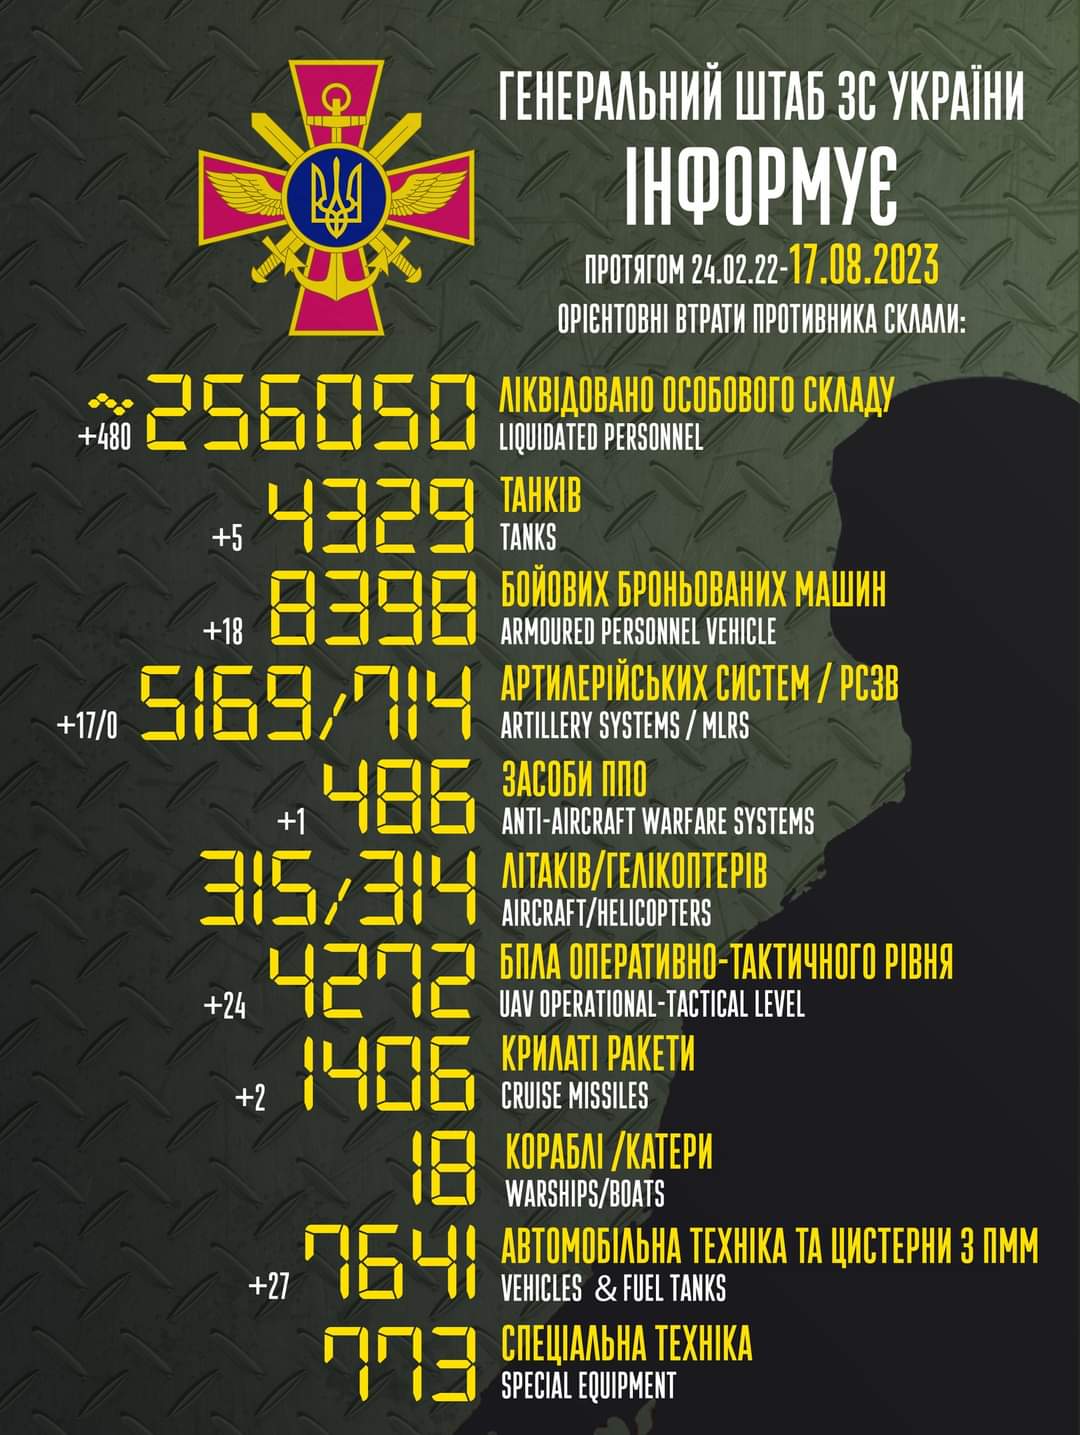 ГЕНЕРАЛЬНИЙ ШТАБ ЗС УКРАЇНИ
ІНФОРМУЄ
ПРОТЯГОМ 24.02.22-17.08.2023
ОРІЄНТОВНІ ВТРАТИ ПРОТИВНИКА СКЛАЛИ:
+480 ~256050 ЛІКВІДОВАНО ОСОБОВОГО СКЛАДУ
LIQUIDATED PERSONNEL
+5 4329 ТАНКІВ
TANKS
+18 8398 БОЙОВИХ БРОНЬОВАНИХ МАШИН
ARMOURED PERSONNEL VEHICLE
+17/0 5169/714 АРТИЛЕРІЙСЬКИХ СИСТЕМ / РСЗВ
ARTILLERY SYSTEMS / MLRS
+1 486 ЗАСОБИ ППО
ANTI-AIRCRAFT WARFARE SYSTEMS
315/314 ЛІТАКІВ/ГЕЛІКОПТЕРІВ
AIRCRAFT/HELICOPTERS
+24 4272 БПЛА ОПЕРАТИВНО-ТАКТИЧНОГО РІВНЯ
UAV OPERATIONAL-TACTICAL LEVEL
+2 1406 КРИЛАТІ РАКЕТИ
CRUISE MISSILES
18 КОРАБЛІ /КАТЕРИ
WARSHIPS/BOATS
+27 7641 АВТОМОБІЛЬНА ТЕХНІКА ТА ЦИСТЕРНИ З ПММ
VEHICLES & FUEL TANKS
773 СПЕЦІАЛЬНА ТЕХНІКА
SPECIAL EQUIPMENT